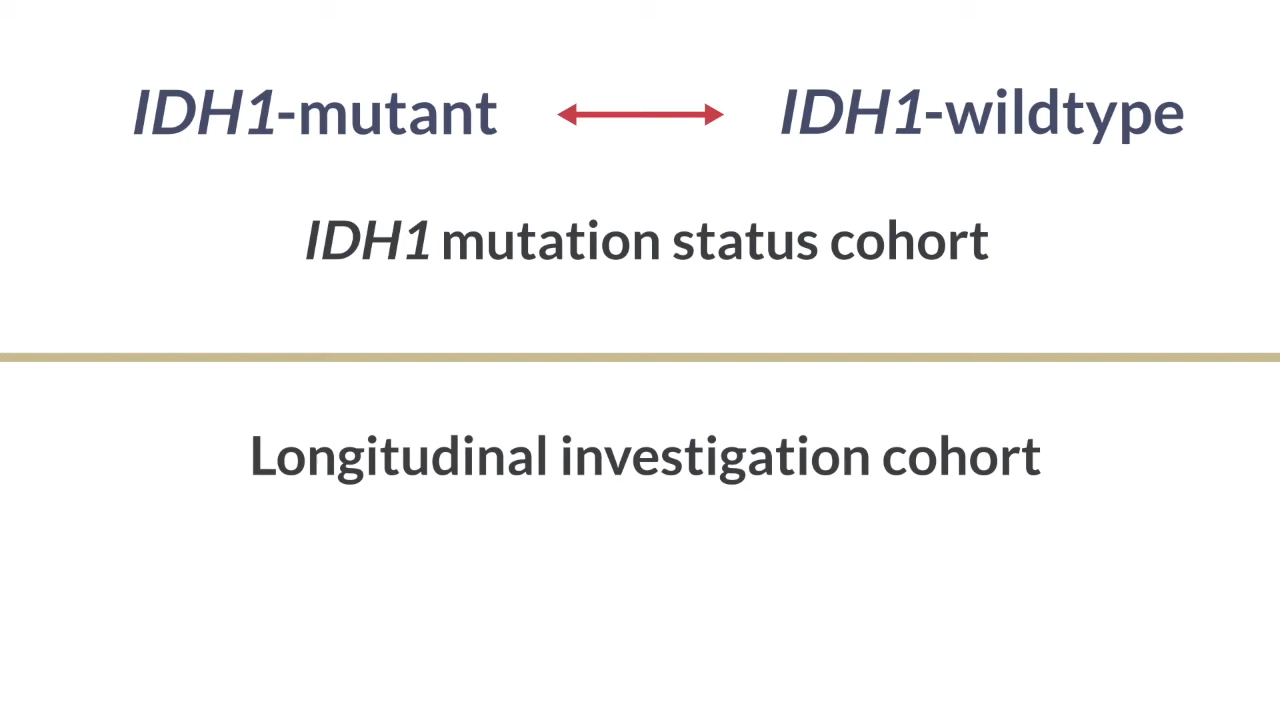 IDH1-mutant IDH1-wildtype
IDH1 mutation status cohort
Longitudinal investigation cohort